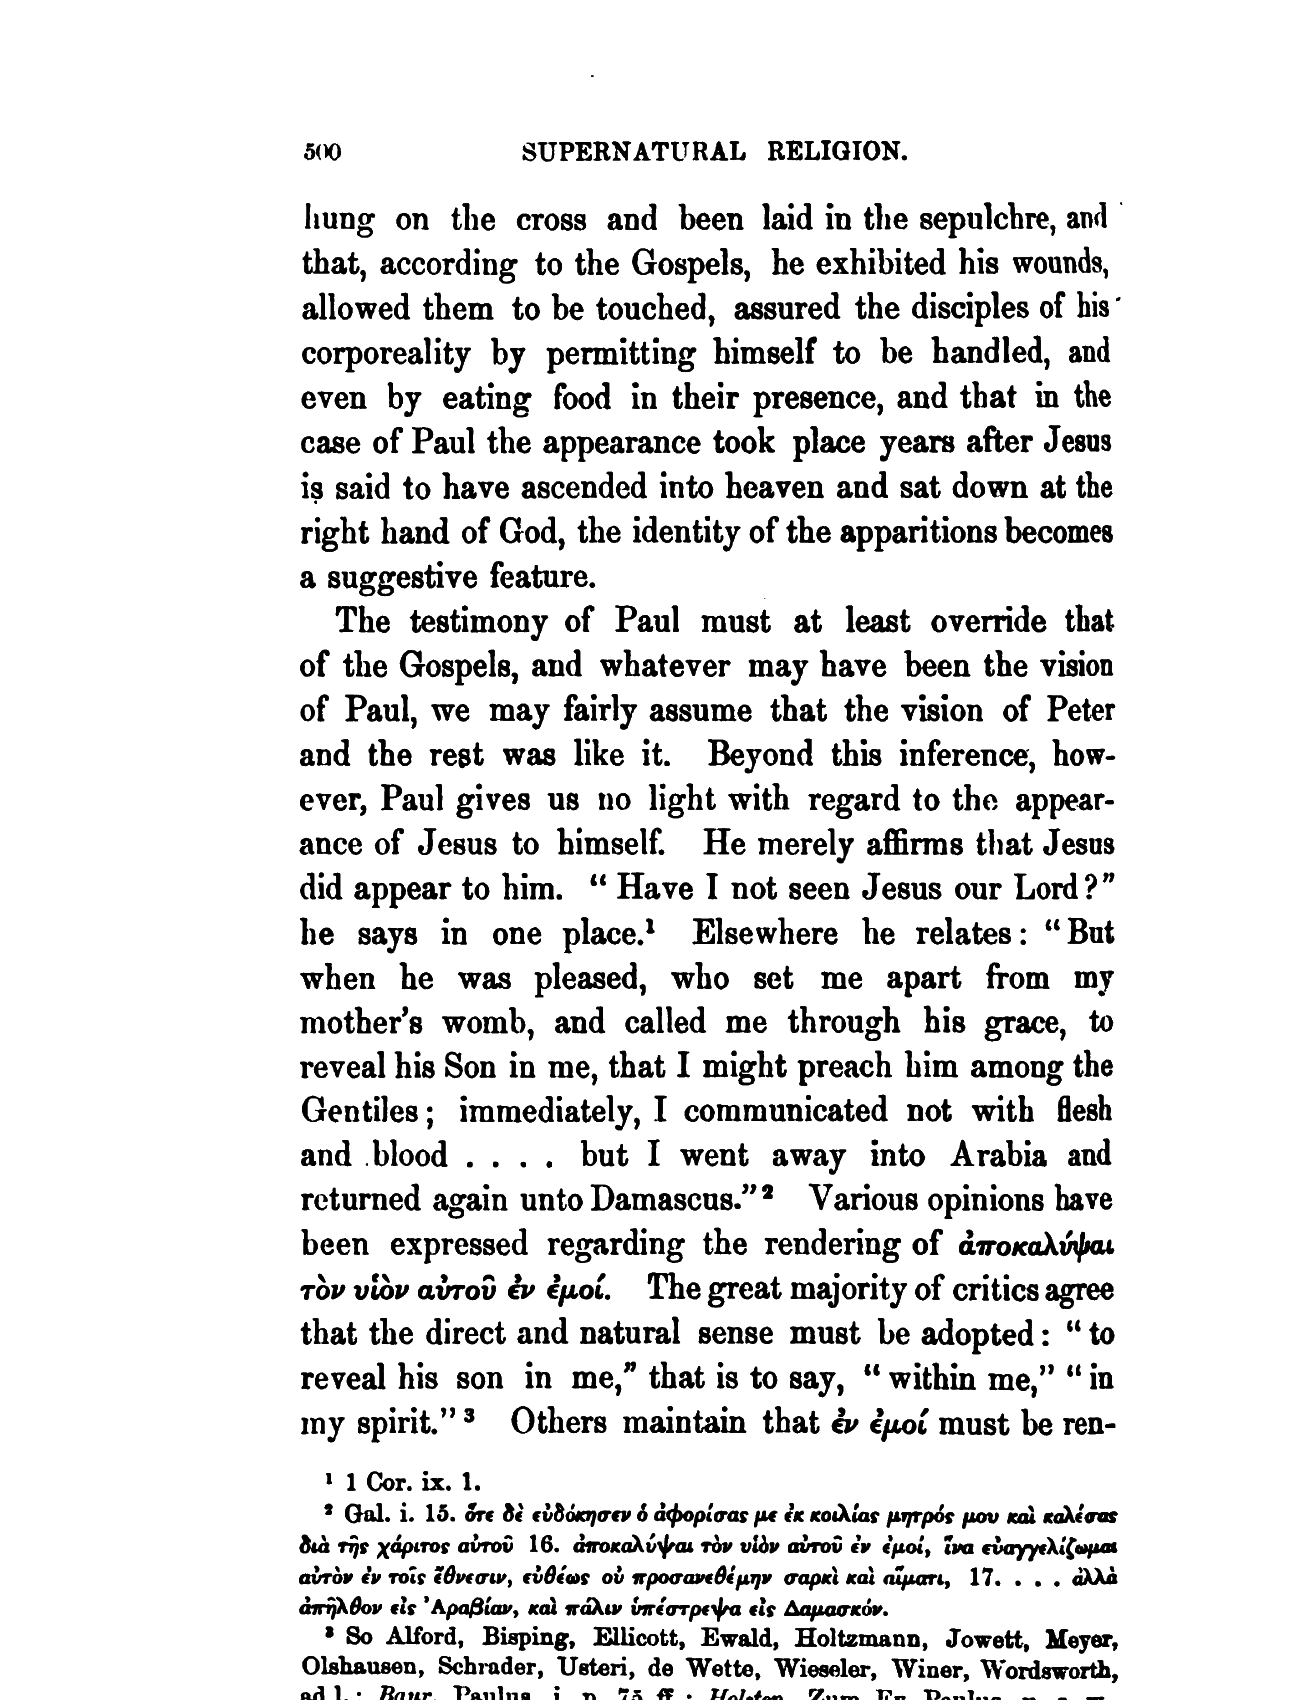 500 SUPERNATURAL RELIGION.
hung on the cross and been laid in the sepulchre, and
that, according to the Gospels, he exhibited his wounds,
allowed them to be touched, assured the disciples of his
corporeality by permitting himself to be handled, and
even by eating food in their presence, and that in the
case of Paul the appearance took place years after Jesus
is said to have ascended into heaven and sat down at the
right hand of God, the identity of the apparitions becomes
a suggestive feature.
The testimony of Paul must at least override that
of the Gospels, and whatever may have been the vision
of Paul, we may fairly assume that the vision of Peter
and the rest was like it. Beyond this inference, how-
ever, Paul gives us no light with regard to the appear-
ance of Jesus to himself. He merely affirms that Jesus
did appear to him. “Have I not seen Jesus our Lord?”
he says in one place.¹ Elsewhere he relates: “But
when he was pleased, who set me apart from my
mother’s womb, and called me through his grace, to
reveal his Son in me, that I might preach him among the
Gentiles; immediately, I communicated not with flesh
and blood . . . . but I went away into Arabia and
returned again unto Damascus.”² Various opinions have
been expressed regarding the rendering of ἀποκαλύψαι
τὸν υἱὸν αὐτοῦ ἐν ἐμοί. The great majority of critics agree
that the direct and natural sense must be adopted: “to
reveal his son in me,” that is to say, “within me,” “in
my spirit.”³ Others maintain that ἐν ἐμοί must be ren-
¹ 1 Cor. ix. 1.
² Gal. i. 15. ὅτε δὲ εὐδόκησεν ὁ ἀφορίσας με ἐκ κοιλίας μητρός μου καὶ καλέσας
διὰ τῆς χάριτος αὐτοῦ 16. ἀποκαλύψαι τὸν υἱὸν αὐτοῦ ἐν ἐμοί, ἵνα εὐαγγελίζωμαι
αὐτὸν ἐν τοῖς ἔθνεσιν, εὐθέως οὐ προσανεθέμην σαρκὶ καὶ αἵματι, 17. . . . ἀλλὰ
ἀπῆλθον εἰς Ἀραβίαν, καὶ πάλιν ὑπέστρεψα εἰς Δαμασκόν.
³ So Alford, Bisping, Ellicott, Ewald, Holtzmann, Jowett, Meyer,
Olshausen, Schrader, Usteri, de Wette, Wieseler, Winer, Wordsworth,
ad l.; Baur, Paulus, i. p. 75 ff.; Holsten, Zum Ev. Paulus